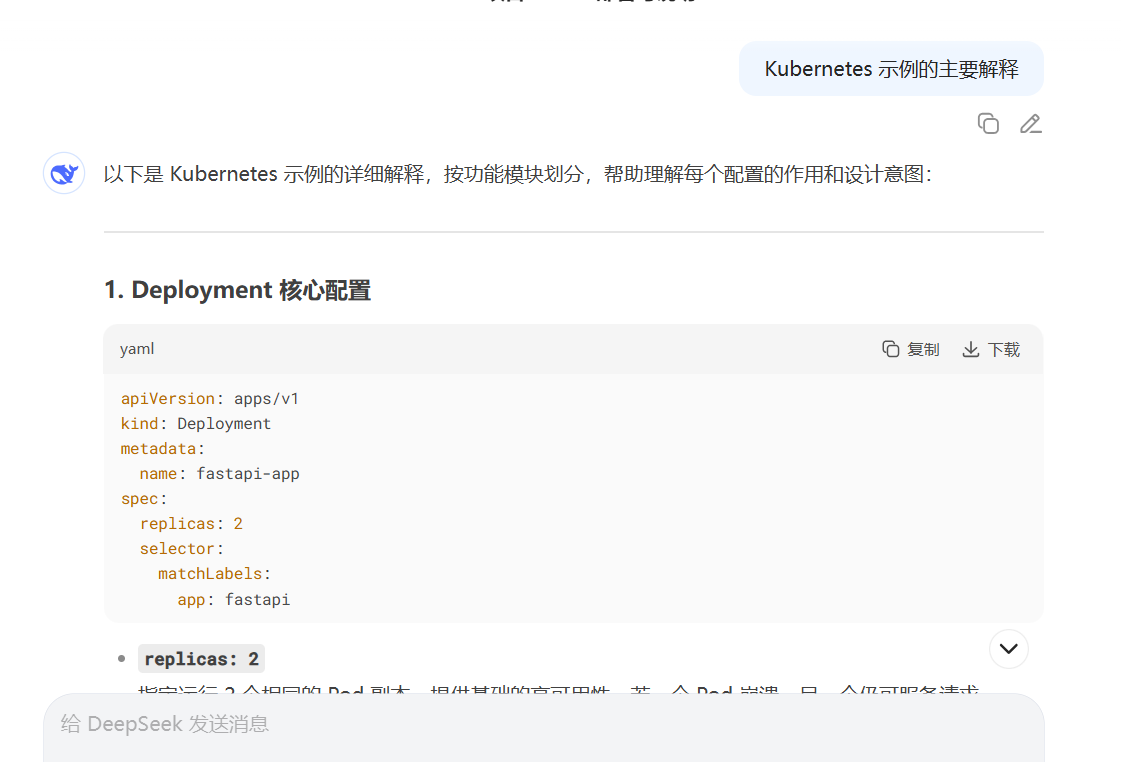 Kubernetes 示例的主要解释
以下是 Kubernetes 示例的详细解释，按功能模块划分，帮助理解每个配置的作用和设计意图：
1. Deployment 核心配置
yaml
复制
下载
apiVersion: apps/v1
kind: Deployment
metadata:
  name: fastapi-app
spec:
  replicas: 2
  selector:
    matchLabels:
      app: fastapi
replicas: 2
给 DeepSeek 发送消息